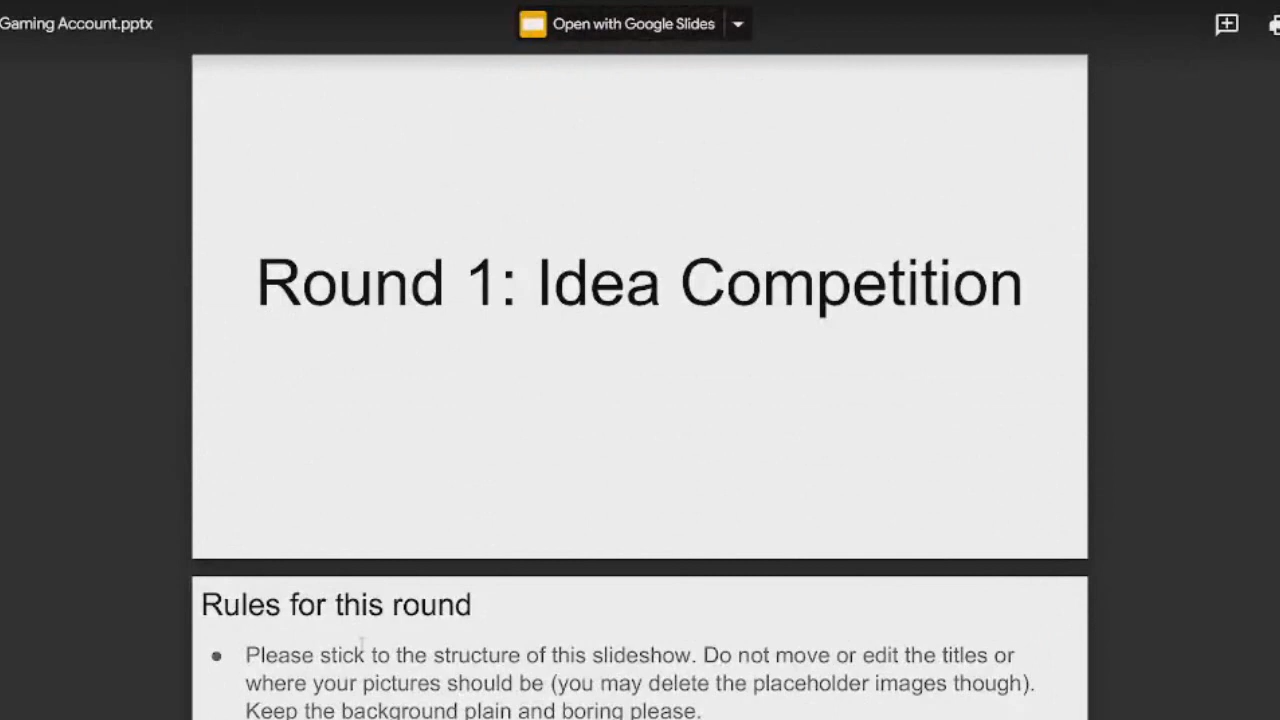 Gaming Account.pptx
Open with Google Slides
Round 1: Idea Competition
Rules for this round
● Please stick to the structure of this slideshow. Do not move or edit the titles or
where your pictures should be (you may delete the placeholder images though).
Keep the background plain and boring please.